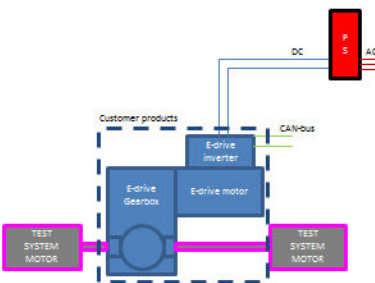 P
S
DC
AC
Customer products
CAN-bus
E-drive
inverter
E-drive
Gearbox
E-drive motor
TEST
SYSTEM
MOTOR
TEST
SYSTEM
MOTOR